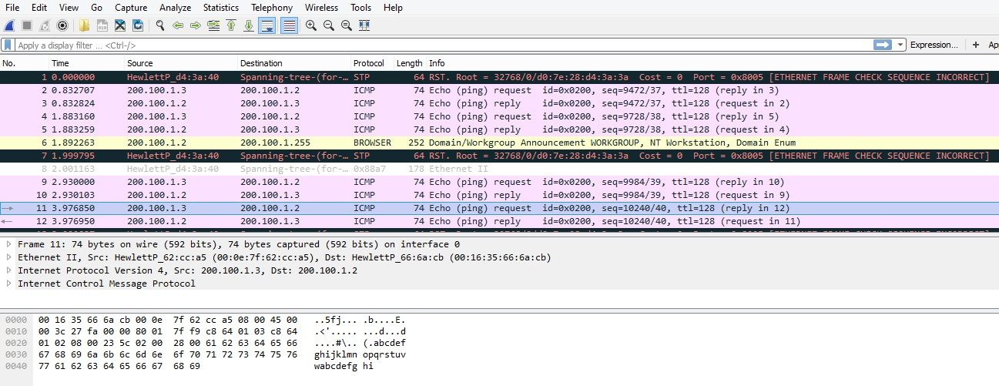 File Edit View Go Capture Analyze Statistics Telephony Wireless Tools Help
Apply a display filter ... <Ctrl-/> Expression... +
No. Time Source Destination Protocol Length Info
1 0.000000 HewlettP_d4:3a:40 Spanning-tree-(for-… STP 64 RST. Root = 32768/0/d0:7e:28:d4:3a:3a Cost = 0 Port = 0x8005 [ETHERNET FRAME CHECK SEQUENCE INCORRECT]
2 0.832707 200.100.1.3 200.100.1.2 ICMP 74 Echo (ping) request id=0x0200, seq=9472/37, ttl=128 (reply in 3)
3 0.832824 200.100.1.2 200.100.1.3 ICMP 74 Echo (ping) reply id=0x0200, seq=9472/37, ttl=128 (request in 2)
4 1.883160 200.100.1.3 200.100.1.2 ICMP 74 Echo (ping) request id=0x0200, seq=9728/38, ttl=128 (reply in 5)
5 1.883259 200.100.1.2 200.100.1.3 ICMP 74 Echo (ping) reply id=0x0200, seq=9728/38, ttl=128 (request in 4)
6 1.892263 200.100.1.2 200.100.1.255 BROWSER 252 Domain/Workgroup Announcement WORKGROUP, NT Workstation, Domain Enum
7 1.999795 HewlettP_d4:3a:40 Spanning-tree-(for-… STP 64 RST. Root = 32768/0/d0:7e:28:d4:3a:3a Cost = 0 Port = 0x8005 [ETHERNET FRAME CHECK SEQUENCE INCORRECT]
8 2.001163 HewlettP_d4:3a:40 Spanning-tree-(for-… 0x88a7 178 Ethernet II
9 2.930000 200.100.1.3 200.100.1.2 ICMP 74 Echo (ping) request id=0x0200, seq=9984/39, ttl=128 (reply in 10)
10 2.930103 200.100.1.2 200.100.1.3 ICMP 74 Echo (ping) reply id=0x0200, seq=9984/39, ttl=128 (request in 9)
11 3.976850 200.100.1.3 200.100.1.2 ICMP 74 Echo (ping) request id=0x0200, seq=10240/40, ttl=128 (reply in 12)
12 3.976950 200.100.1.2 200.100.1.3 ICMP 74 Echo (ping) reply id=0x0200, seq=10240/40, ttl=128 (request in 11)
Frame 11: 74 bytes on wire (592 bits), 74 bytes captured (592 bits) on interface 0
Ethernet II, Src: HewlettP_62:cc:a5 (00:0e:7f:62:cc:a5), Dst: HewlettP_66:6a:cb (00:16:35:66:6a:cb)
Internet Protocol Version 4, Src: 200.100.1.3, Dst: 200.100.1.2
Internet Control Message Protocol
0000 00 16 35 66 6a cb 00 0e 7f 62 cc a5 08 00 45 00 ..5fj... .b....E.
0010 00 3c 27 fa 00 00 80 01 7f f9 c8 64 01 03 c8 64 .<'..... ...d...d
0020 01 02 08 00 23 5c 02 00 28 00 61 62 63 64 65 66 ....#\.. (.abcdef
0030 67 68 69 6a 6b 6c 6d 6e 6f 70 71 72 73 74 75 76 ghijklmn opqrstuv
0040 77 61 62 63 64 65 66 67 68 69 wabcdefg hi